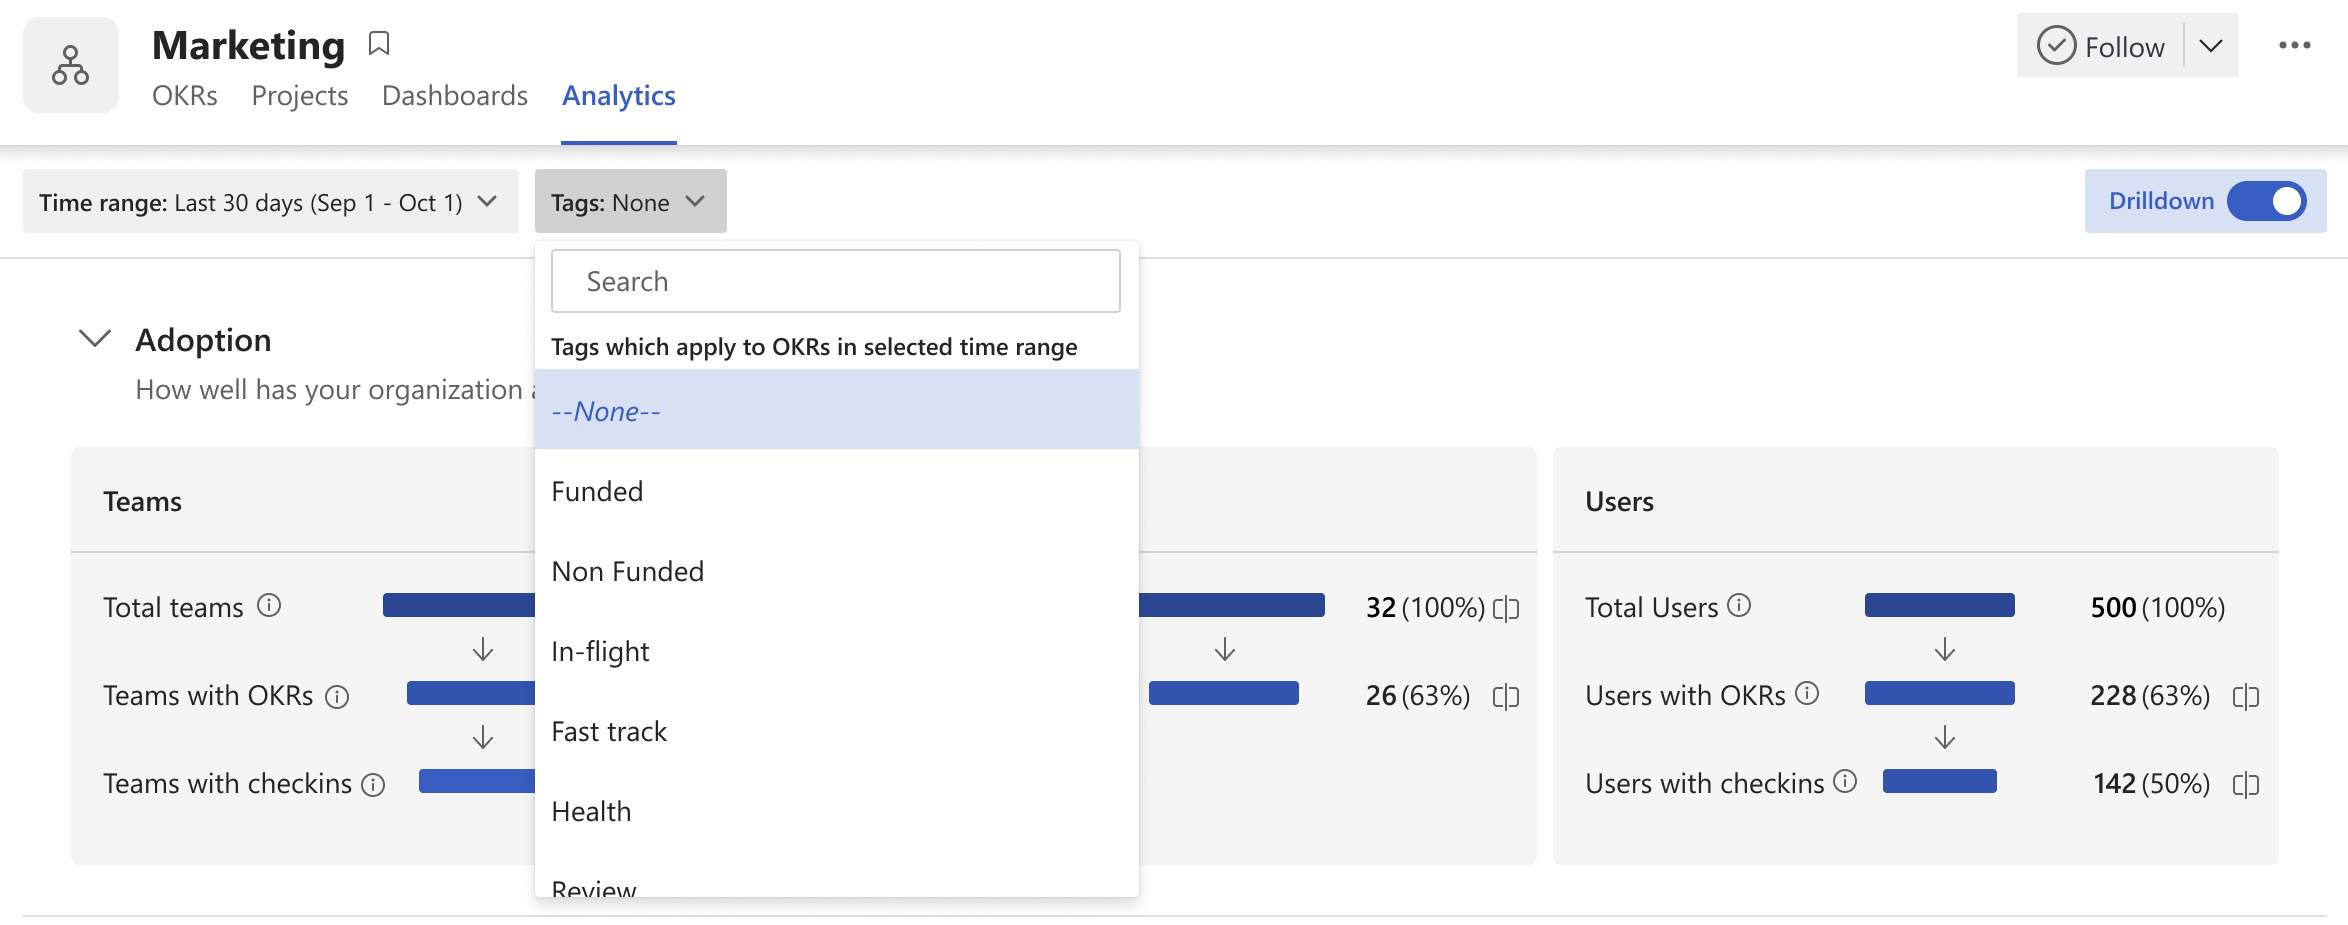 Marketing
Follow
OKRs Projects Dashboards Analytics
Time range: Last 30 days (Sep 1 - Oct 1)
Tags: None
Drilldown
Search
Tags which apply to OKRs in selected time range
--None--
Funded
Non Funded
In-flight
Fast track
Health
Review
Adoption
How well has your organization
Teams
Total teams
Teams with OKRs
Teams with checkins
32 (100%)
26 (63%)
Users
Total Users 500 (100%)
Users with OKRs 228 (63%)
Users with checkins 142 (50%)